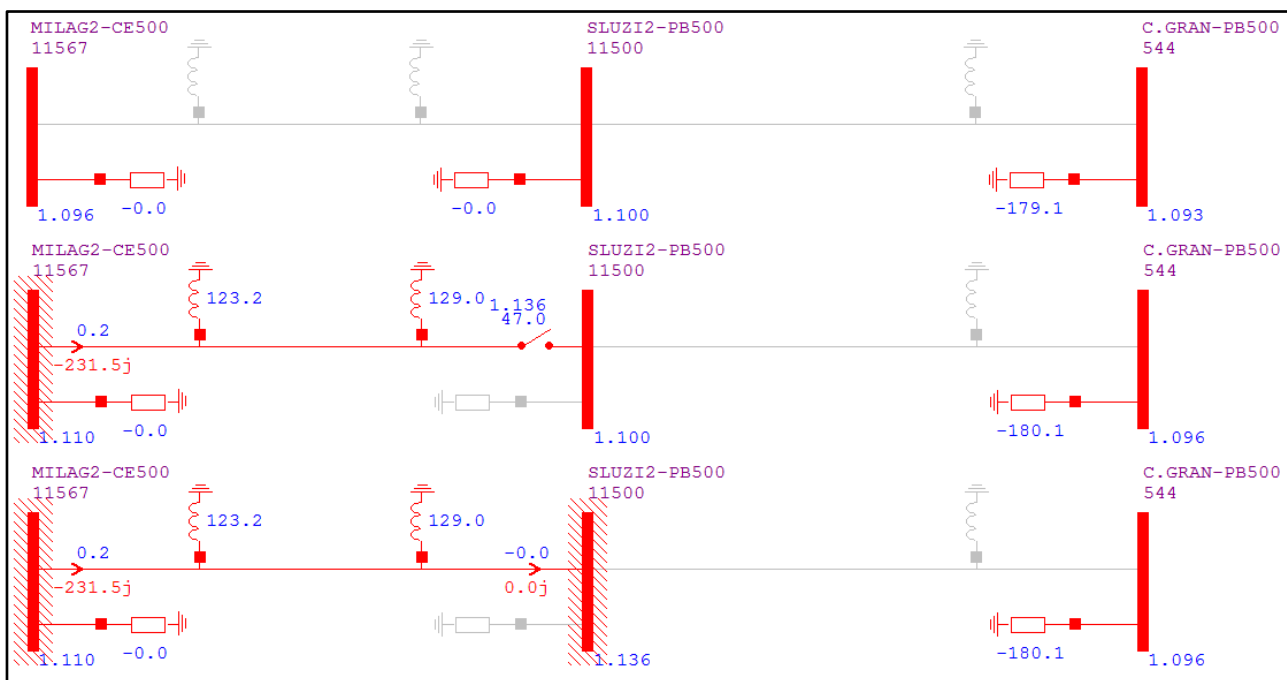 MILAG2-CE500
11567
SLUZI2-PB500
11500
C.GRAN-PB500
544
1.096
-0.0
-0.0
1.100
-179.1
1.093
MILAG2-CE500
11567
SLUZI2-PB500
11500
C.GRAN-PB500
544
123.2
129.0
1.136
47.0
0.2
-231.5j
1.110
-0.0
1.100
-180.1
1.096
MILAG2-CE500
11567
SLUZI2-PB500
11500
C.GRAN-PB500
544
123.2
129.0
0.2
-231.5j
-0.0
0.0j
1.110
-0.0
1.136
-180.1
1.096